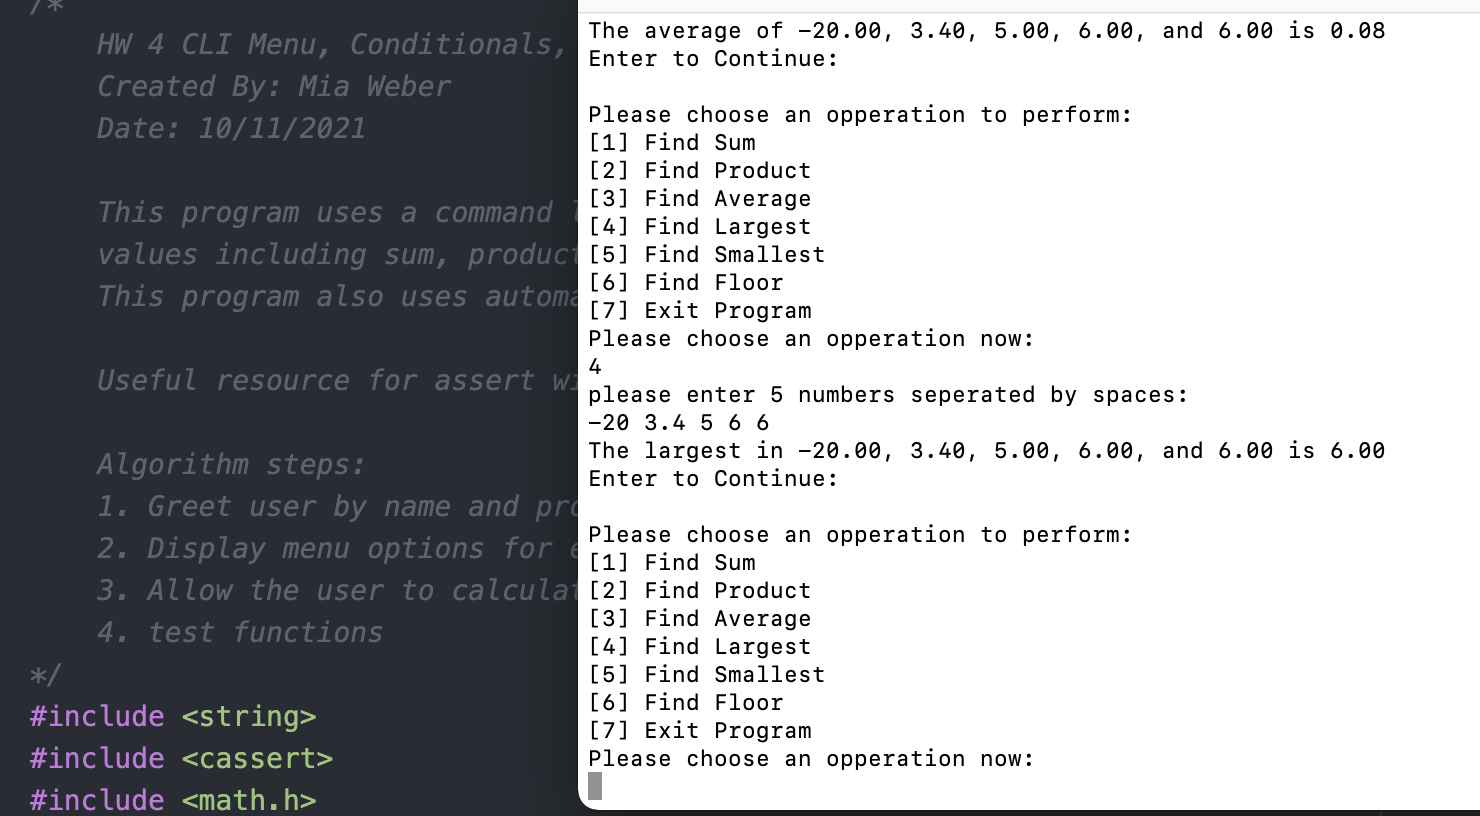 /*
HW 4 CLI Menu, Conditionals,
Created By: Mia Weber
Date: 10/11/2021
This program uses a command
values including sum, product
This program also uses automa
Useful resource for assert wi
Algorithm steps:
1. Greet user by name and pro
2. Display menu options for e
3. Allow the user to calculat
4. test functions
*/
#include <string>
#include <cassert>
#include <math.h>
The average of -20.00, 3.40, 5.00, 6.00, and 6.00 is 0.08
Enter to Continue:
Please choose an opperation to perform:
[1] Find Sum
[2] Find Product
[3] Find Average
[4] Find Largest
[5] Find Smallest
[6] Find Floor
[7] Exit Program
Please choose an opperation now:
4
please enter 5 numbers seperated by spaces:
-20 3.4 5 6 6
The largest in -20.00, 3.40, 5.00, 6.00, and 6.00 is 6.00
Enter to Continue:
Please choose an opperation to perform:
[1] Find Sum
[2] Find Product
[3] Find Average
[4] Find Largest
[5] Find Smallest
[6] Find Floor
[7] Exit Program
Please choose an opperation now: